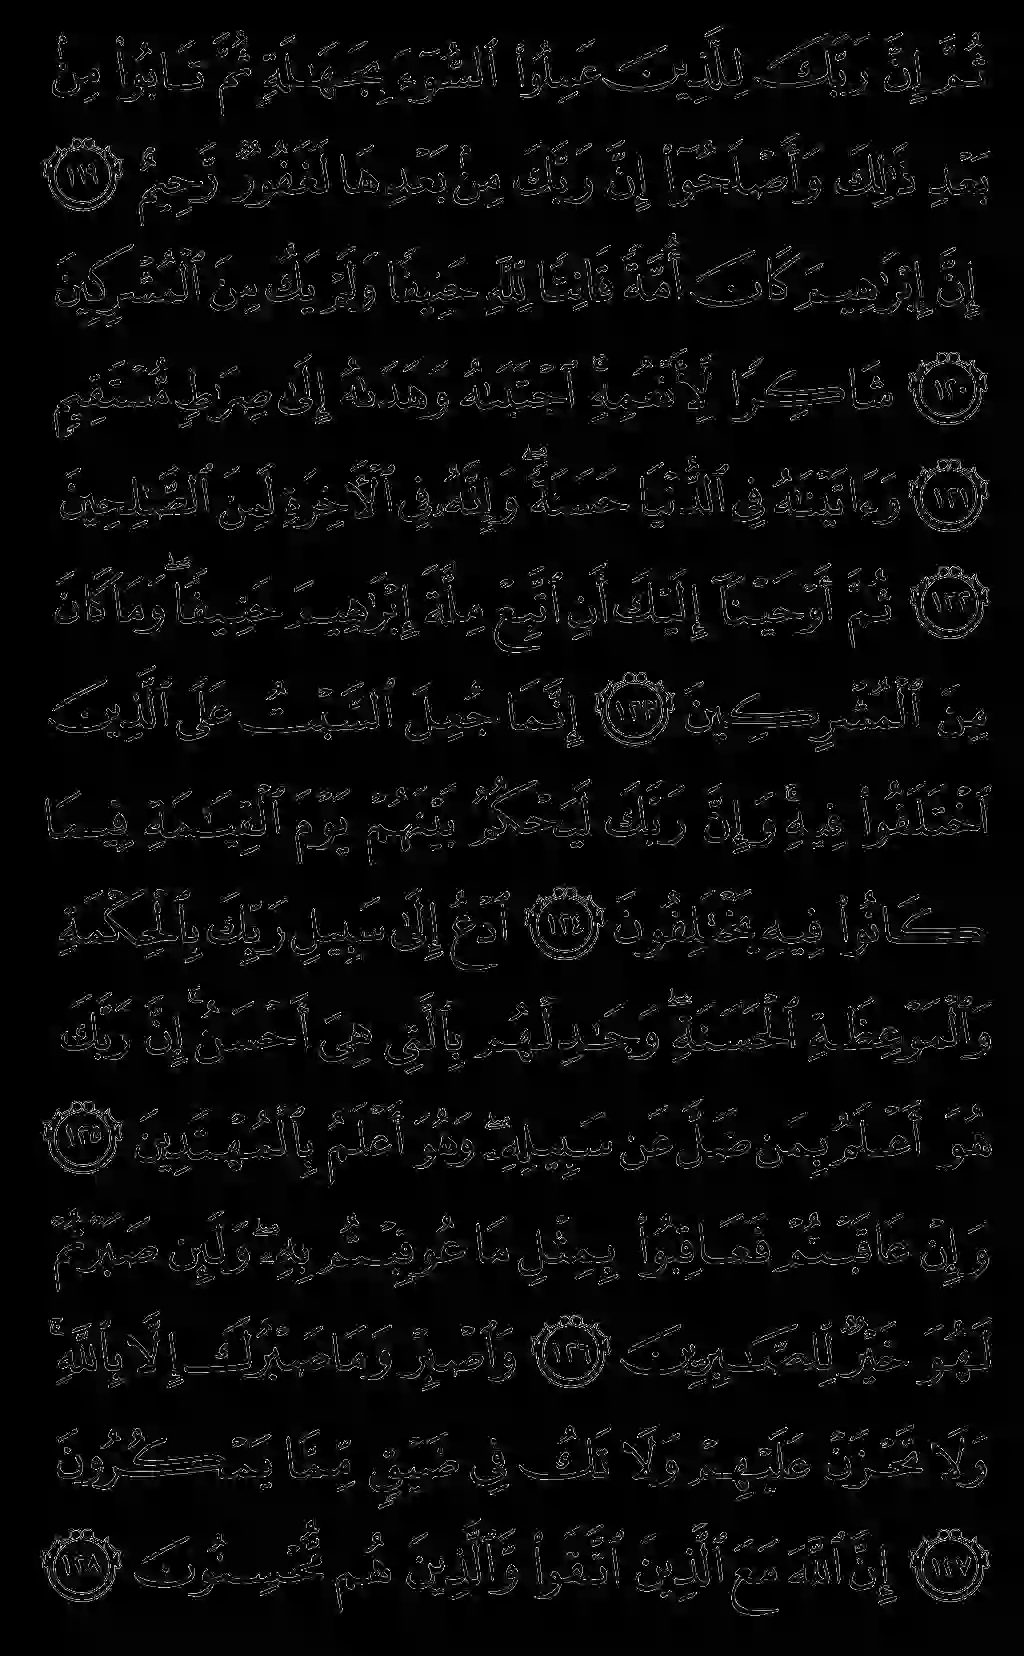 ثُمَّ إِنَّ رَبَّكَ لِلَّذِينَ عَمِلُوا۟ ٱلسُّوٓءَ بِجَهَٰلَةٍ ثُمَّ تَابُوا۟ مِنۢ
بَعْدِ ذَٰلِكَ وَأَصْلَحُوٓا۟ إِنَّ رَبَّكَ مِنۢ بَعْدِهَا لَغَفُورٌ رَّحِيمٌ ١١٩
إِنَّ إِبْرَٰهِيمَ كَانَ أُمَّةً قَانِتًا لِّلَّهِ حَنِيفًا وَلَمْ يَكُ مِنَ ٱلْمُشْرِكِينَ
١٢٠ شَاكِرًا لِّأَنْعُمِهِ ۚ ٱجْتَبَىٰهُ وَهَدَىٰهُ إِلَىٰ صِرَٰطٍ مُّسْتَقِيمٍ
١٢١ وَءَاتَيْنَٰهُ فِى ٱلدُّنْيَا حَسَنَةً ۖ وَإِنَّهُۥ فِى ٱلْءَاخِرَةِ لَمِنَ ٱلصَّٰلِحِينَ
١٢٢ ثُمَّ أَوْحَيْنَآ إِلَيْكَ أَنِ ٱتَّبِعْ مِلَّةَ إِبْرَٰهِيمَ حَنِيفًا ۖ وَمَا كَانَ
مِنَ ٱلْمُشْرِكِينَ ١٢٣ إِنَّمَا جُعِلَ ٱلسَّبْتُ عَلَى ٱلَّذِينَ
ٱخْتَلَفُوا۟ فِيهِ ۚ وَإِنَّ رَبَّكَ لَيَحْكُمُ بَيْنَهُمْ يَوْمَ ٱلْقِيَٰمَةِ فِيمَا
كَانُوا۟ فِيهِ يَخْتَلِفُونَ ١٢٤ ٱدْعُ إِلَىٰ سَبِيلِ رَبِّكَ بِٱلْحِكْمَةِ
وَٱلْمَوْعِظَةِ ٱلْحَسَنَةِ ۖ وَجَٰدِلْهُم بِٱلَّتِى هِىَ أَحْسَنُ ۚ إِنَّ رَبَّكَ
هُوَ أَعْلَمُ بِمَن ضَلَّ عَن سَبِيلِهِۦ ۖ وَهُوَ أَعْلَمُ بِٱلْمُهْتَدِينَ ١٢٥
وَإِنْ عَاقَبْتُمْ فَعَاقِبُوا۟ بِمِثْلِ مَا عُوقِبْتُم بِهِۦ ۖ وَلَئِن صَبَرْتُمْ
لَهُوَ خَيْرٌ لِّلصَّٰبِرِينَ ١٢٦ وَٱصْبِرْ وَمَا صَبْرُكَ إِلَّا بِٱللَّهِ ۚ
وَلَا تَحْزَنْ عَلَيْهِمْ وَلَا تَكُ فِى ضَيْقٍ مِّمَّا يَمْكُرُونَ
١٢٧ إِنَّ ٱللَّهَ مَعَ ٱلَّذِينَ ٱتَّقَوا۟ وَّٱلَّذِينَ هُم مُّحْسِنُونَ ١٢٨